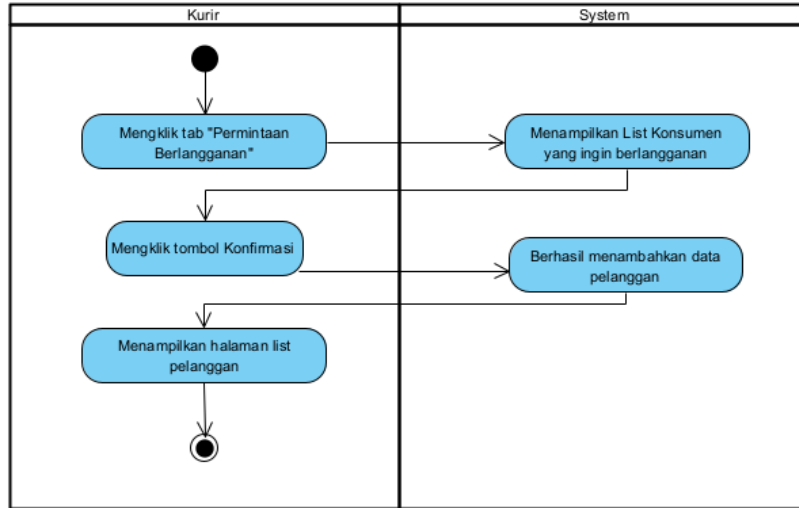 Kurir
System
Mengklik tab "Permintaan
Berlangganan"
Menampilkan List Konsumen
yang ingin berlangganan
Mengklik tombol Konfirmasi
Berhasil menambahkan data
pelanggan
Menampilkan halaman list
pelanggan